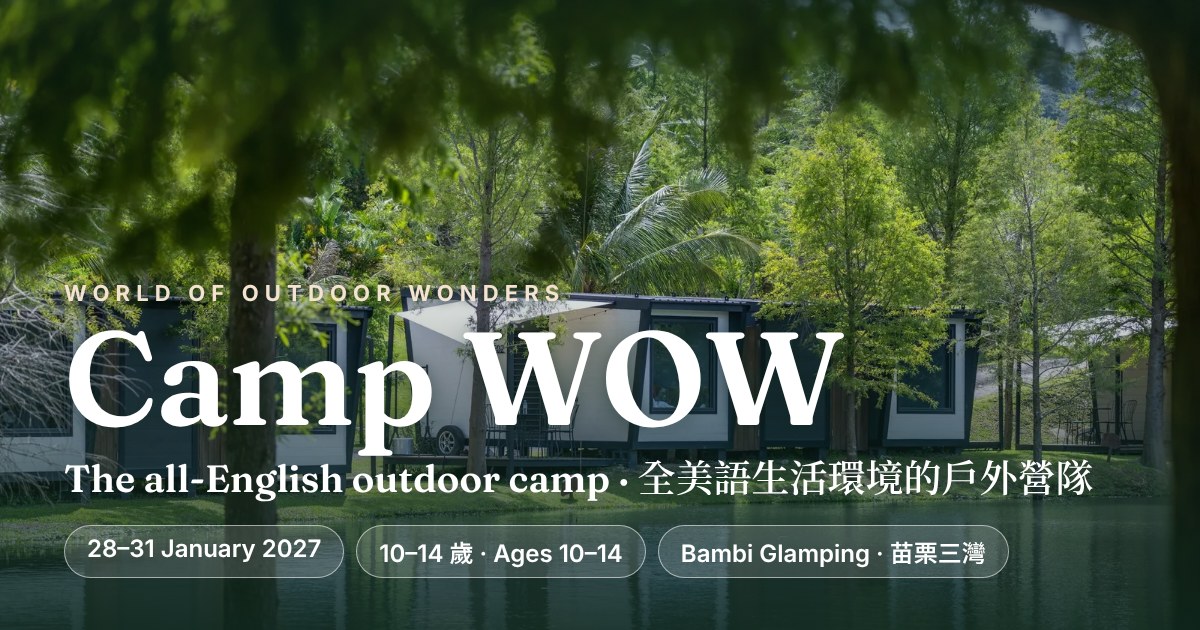 WORLD OF OUTDOOR WONDERS
Camp WOW
The all-English outdoor camp · 全美語生活環境的戶外營隊
28–31 January 2027
10–14 歲 · Ages 10–14
Bambi Glamping · 苗栗三灣